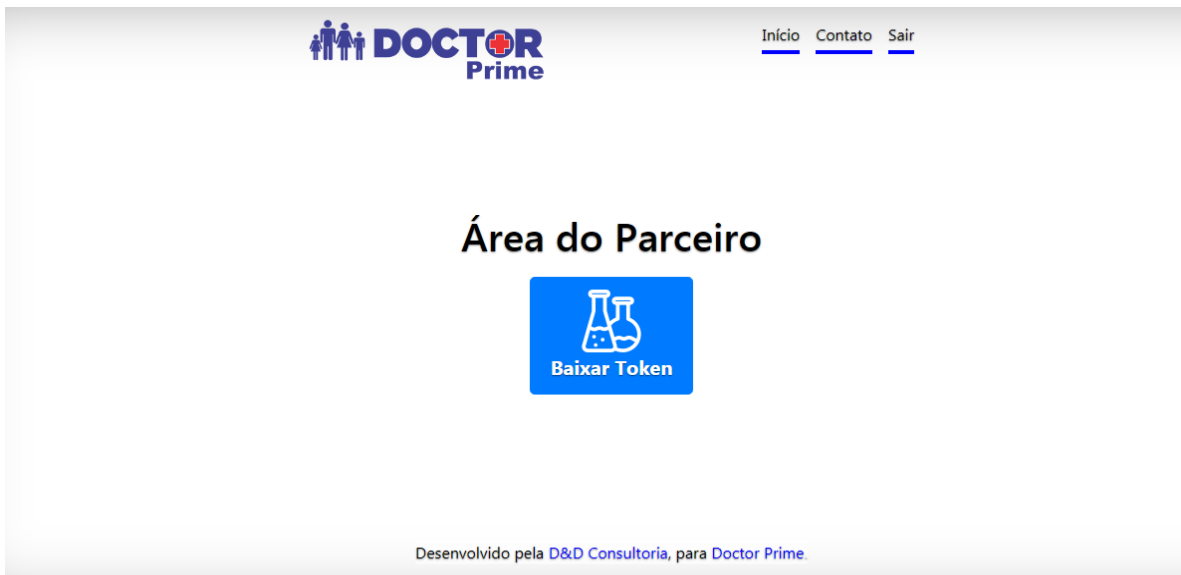 DOCTOR
Prime
Início Contato Sair
Área do Parceiro
Baixar Token
Desenvolvido pela D&D Consultoria, para Doctor Prime.